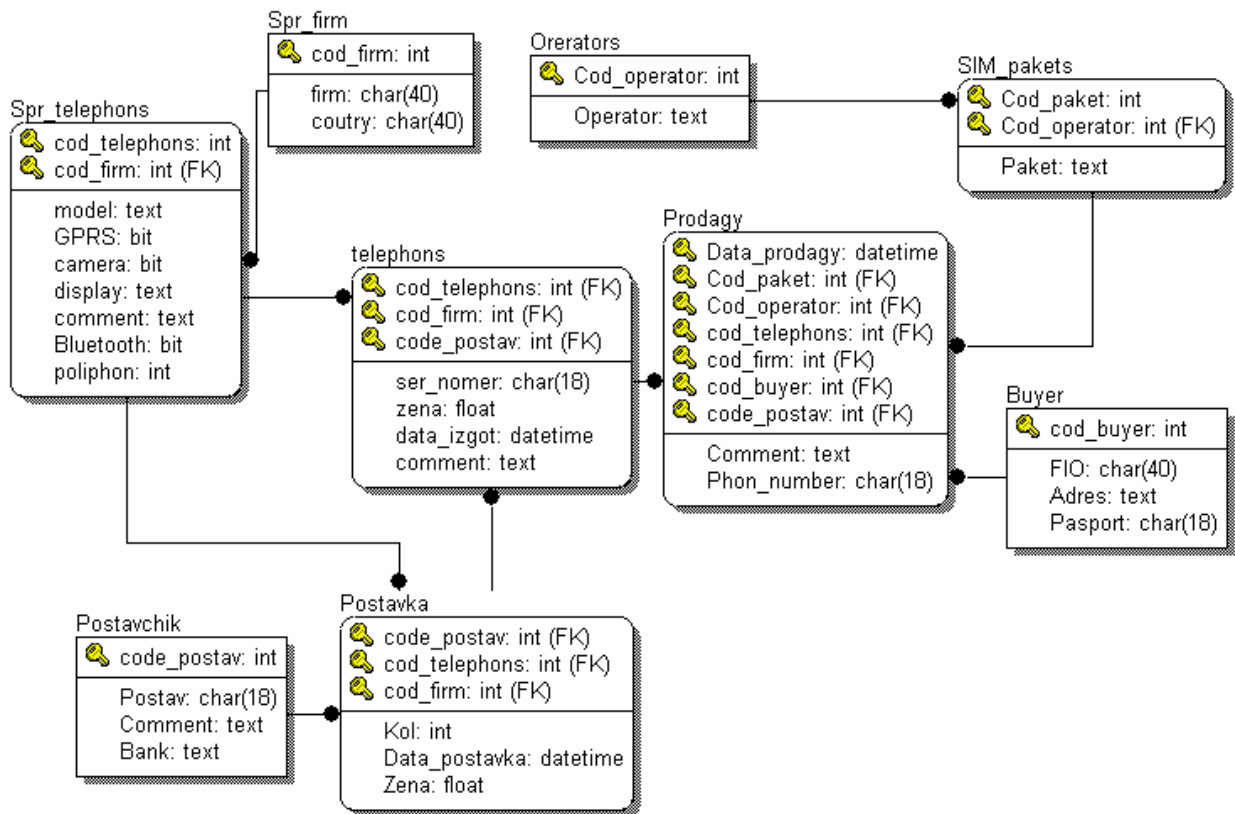 Spr_firm
cod_firm: int
firm: char(40)
coutry: char(40)
Orerators
Cod_operator: int
Operator: text
SIM_pakets
Cod_paket: int
Cod_operator: int (FK)
Paket: text
Spr_telephons
cod_telephons: int
cod_firm: int (FK)
model: text
GPRS: bit
camera: bit
display: text
comment: text
Bluetooth: bit
poliphon: int
telephons
cod_telephons: int (FK)
cod_firm: int (FK)
code_postav: int (FK)
ser_nomer: char(18)
zena: float
data_izgot: datetime
comment: text
Prodagy
Data_prodagy: datetime
Cod_paket: int (FK)
Cod_operator: int (FK)
cod_telephons: int (FK)
cod_firm: int (FK)
cod_buyer: int (FK)
code_postav: int (FK)
Comment: text
Phon_number: char(18)
Buyer
cod_buyer: int
FIO: char(40)
Adres: text
Pasport: char(18)
Postavchik
code_postav: int
Postav: char(18)
Comment: text
Bank: text
Postavka
code_postav: int (FK)
cod_telephons: int (FK)
cod_firm: int (FK)
Kol: int
Data_postavka: datetime
Zena: float